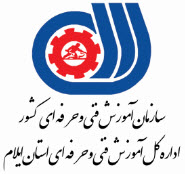 سازمان آموزش فنی و حرفه ای کشور
اداره کل آموزش فنی و حرفه ای استان ایلام